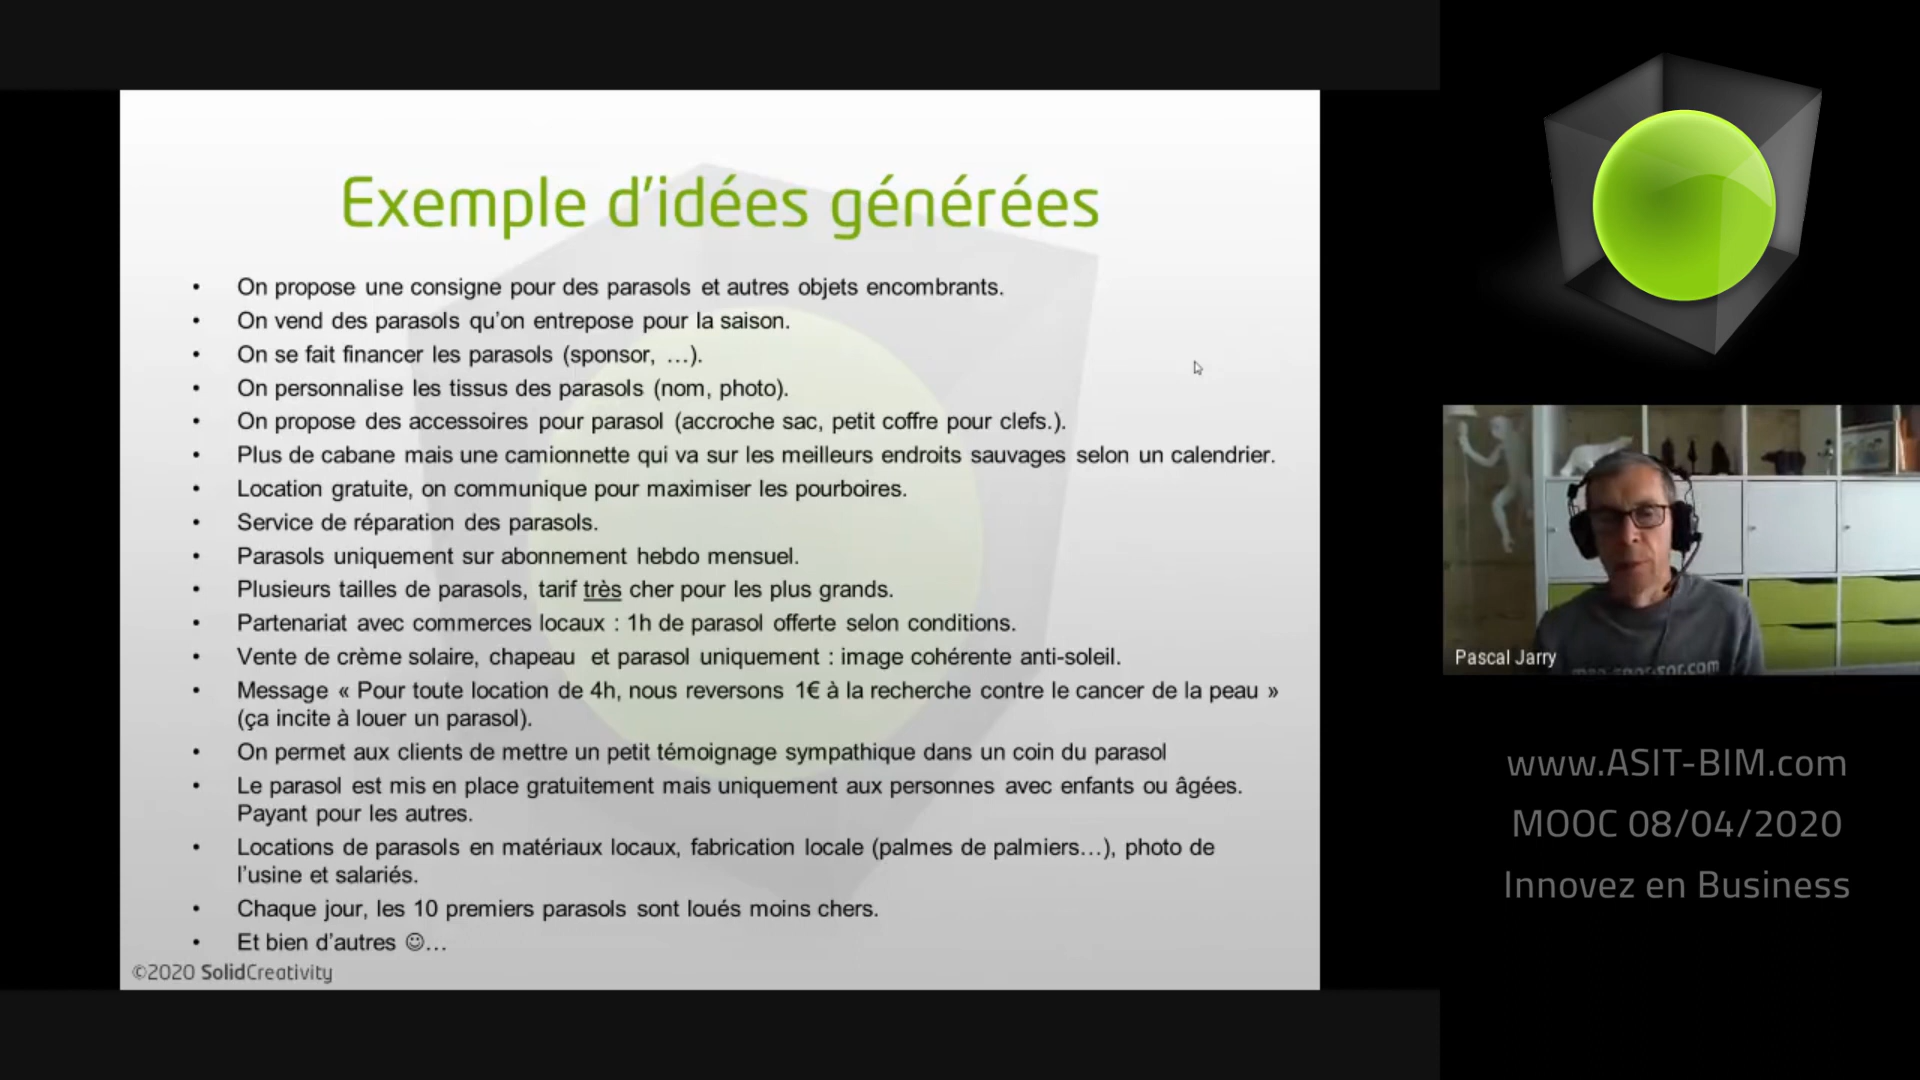 Exemple d'idées générées
• On propose une consigne pour des parasols et autres objets encombrants.
• On vend des parasols qu'on entrepose pour la saison.
• On se fait financer les parasols (sponsor, …).
• On personnalise les tissus des parasols (nom, photo).
• On propose des accessoires pour parasol (accroche sac, petit coffre pour clefs.).
• Plus de cabane mais une camionnette qui va sur les meilleurs endroits sauvages selon un calendrier.
• Location gratuite, on communique pour maximiser les pourboires.
• Service de réparation des parasols.
• Parasols uniquement sur abonnement hebdo mensuel.
• Plusieurs tailles de parasols, tarif très cher pour les plus grands.
• Partenariat avec commerces locaux : 1h de parasol offerte selon conditions.
• Vente de crème solaire, chapeau et parasol uniquement : image cohérente anti-soleil.
• Message « Pour toute location de 4h, nous reversons 1€ à la recherche contre le cancer de la peau »
(ça incite à louer un parasol).
• On permet aux clients de mettre un petit témoignage sympathique dans un coin du parasol
• Le parasol est mis en place gratuitement mais uniquement aux personnes avec enfants ou âgées.
Payant pour les autres.
• Locations de parasols en matériaux locaux, fabrication locale (palmes de palmiers…), photo de
l'usine et salariés.
• Chaque jour, les 10 premiers parasols sont loués moins chers.
• Et bien d'autres ☺…
©2020 SolidCreativity
Pascal Jarry
www.ASIT-BIM.com
MOOC 08/04/2020
Innovez en Business